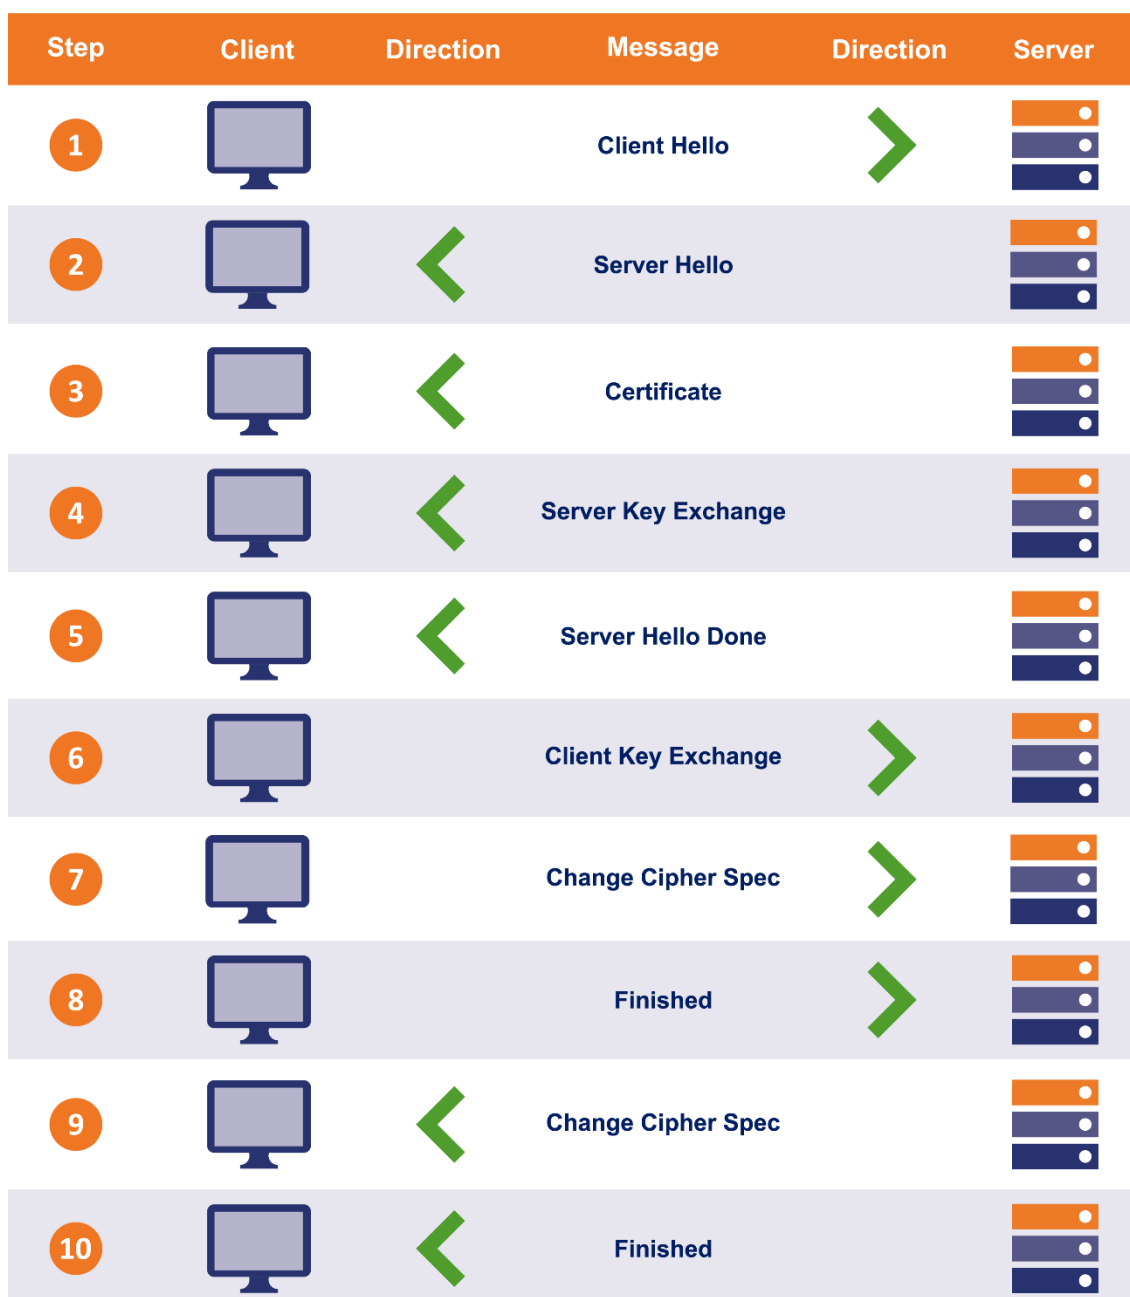 Step Client Direction Message Direction Server
1 Client Hello
2 Server Hello
3 Certificate
4 Server Key Exchange
5 Server Hello Done
6 Client Key Exchange
7 Change Cipher Spec
8 Finished
9 Change Cipher Spec
10 Finished